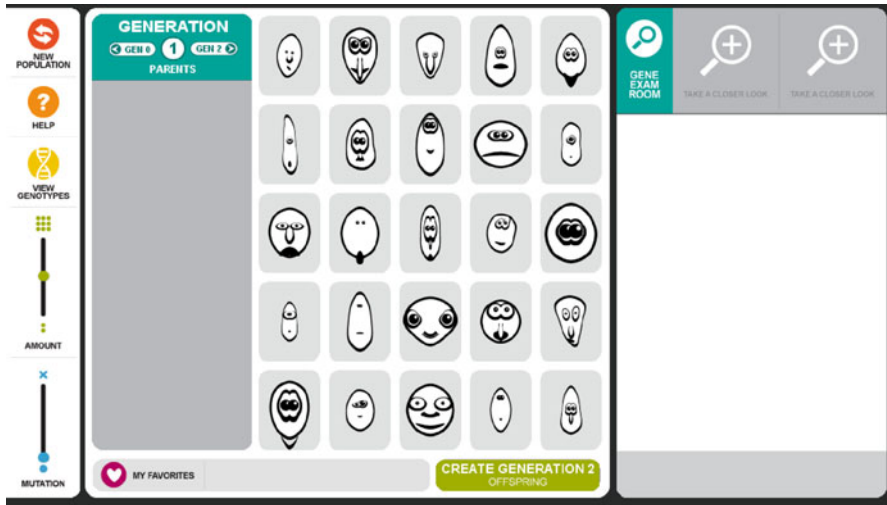 NEW
POPULATION
HELP
VIEW
GENOTYPES
AMOUNT
MUTATION
GENERATION
GEN 0 1 GEN 2
PARENTS
MY FAVORITES
CREATE GENERATION 2
OFFSPRING
GENE
EXAM
ROOM
TAKE A CLOSER LOOK
TAKE A CLOSER LOOK